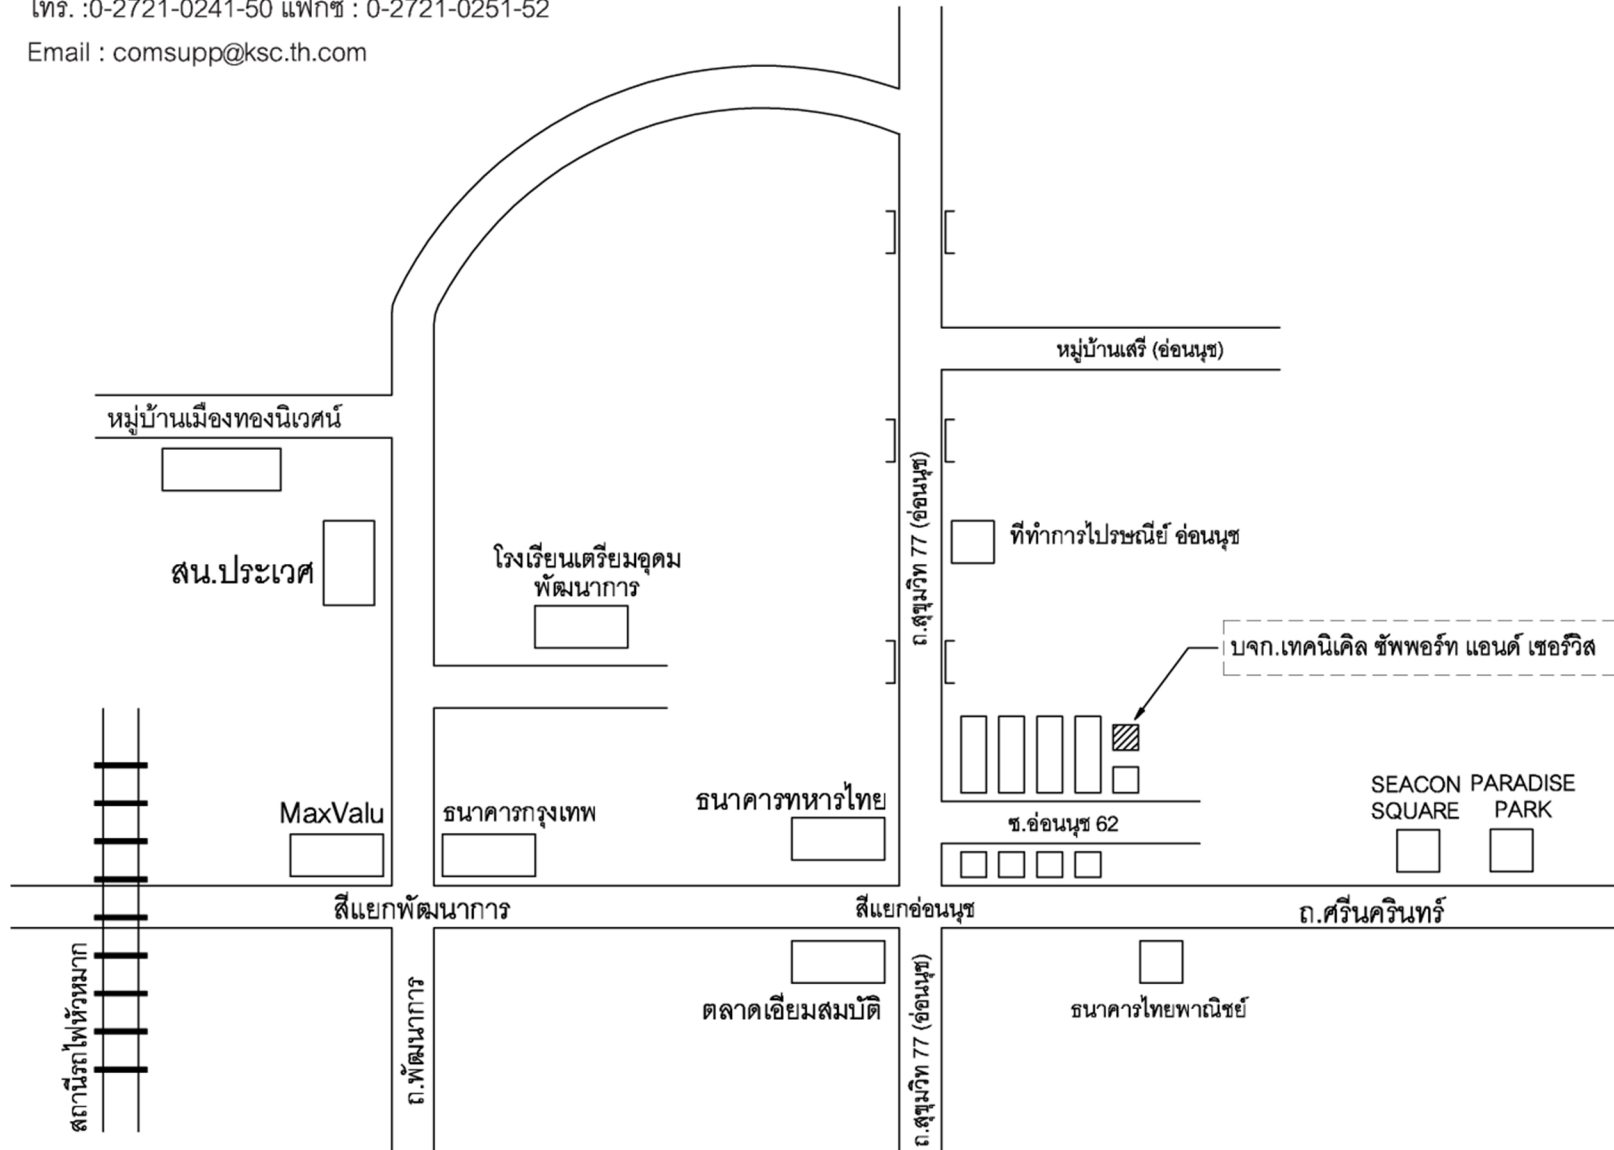 โทร. :0-2721-0241-50 แฟกซ์ : 0-2721-0251-52
Email : comsupp@ksc.th.com
หมู่บ้านเสรี (อ่อนนุช)
หมู่บ้านเมืองทองนิเวศน์
ถ.สุขุมวิท 77 (อ่อนนุช)
ที่ทำการไปรษณีย์ อ่อนนุช
สน.ประเวศ
โรงเรียนเตรียมอุดม
พัฒนาการ
บจก.เทคนิเคิล ซัพพอร์ท แอนด์ เซอร์วิส
MaxValu
ธนาคารกรุงเทพ
ธนาคารทหารไทย
ซ.อ่อนนุช 62
SEACON
SQUARE
PARADISE
PARK
สี่แยกพัฒนาการ
สี่แยกอ่อนนุช
ถ.ศรีนครินทร์
สถานีรถไฟหัวหมาก
ถ.พัฒนาการ
ตลาดเอี่ยมสมบัติ
ถ.สุขุมวิท 77 (อ่อนนุช)
ธนาคารไทยพาณิชย์